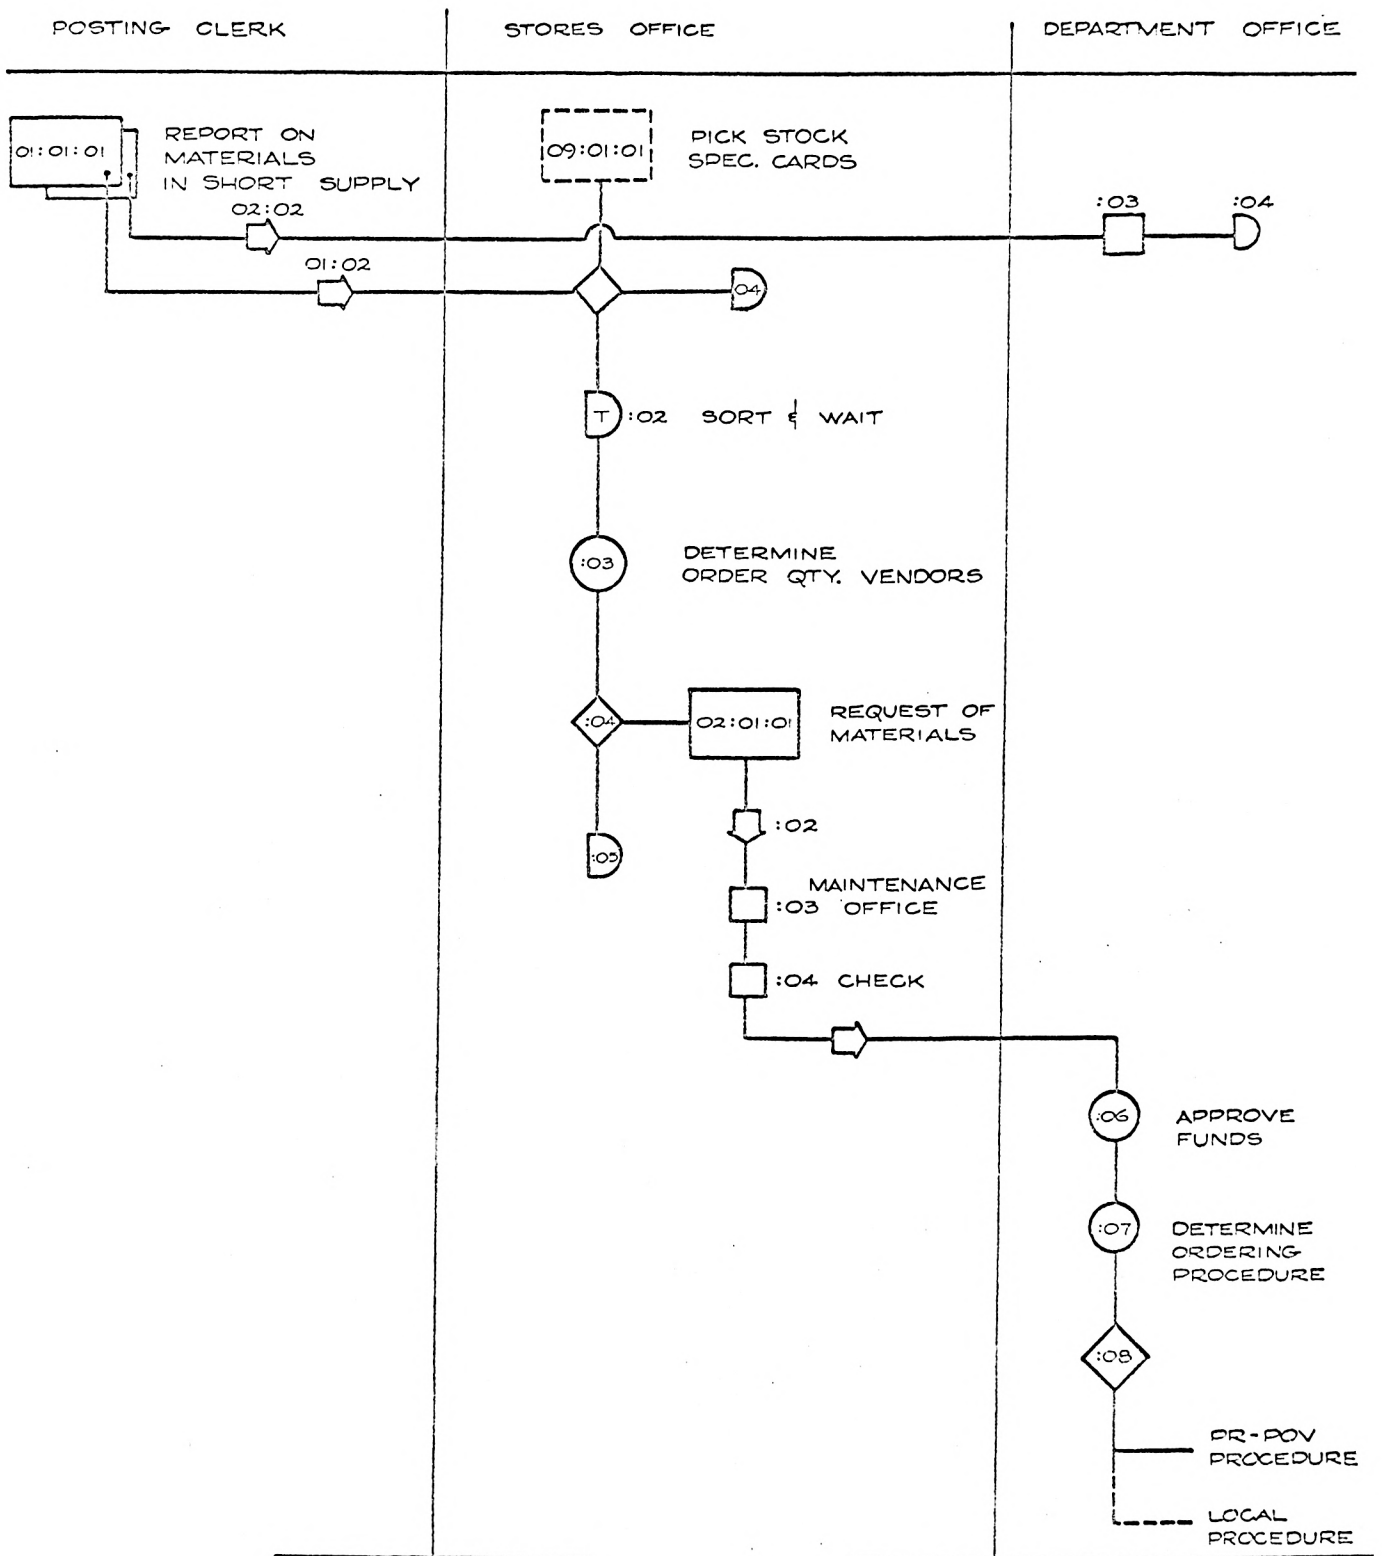 POSTING CLERK
STORES OFFICE
DEPARTMENT OFFICE
01:01:01
REPORT ON
MATERIALS
IN SHORT SUPPLY
09:01:01
PICK STOCK
SPEC. CARDS
02:02
:03
:04
01:02
04
T
:02 SORT & WAIT
:03
DETERMINE
ORDER QTY. VENDORS
:04
02:01:01
REQUEST OF
MATERIALS
:02
:05
MAINTENANCE
:03 OFFICE
:04 CHECK
:06
APPROVE
FUNDS
:07
DETERMINE
ORDERING
PROCEDURE
:08
PR-POV
PROCEDURE
LOCAL
PROCEDURE